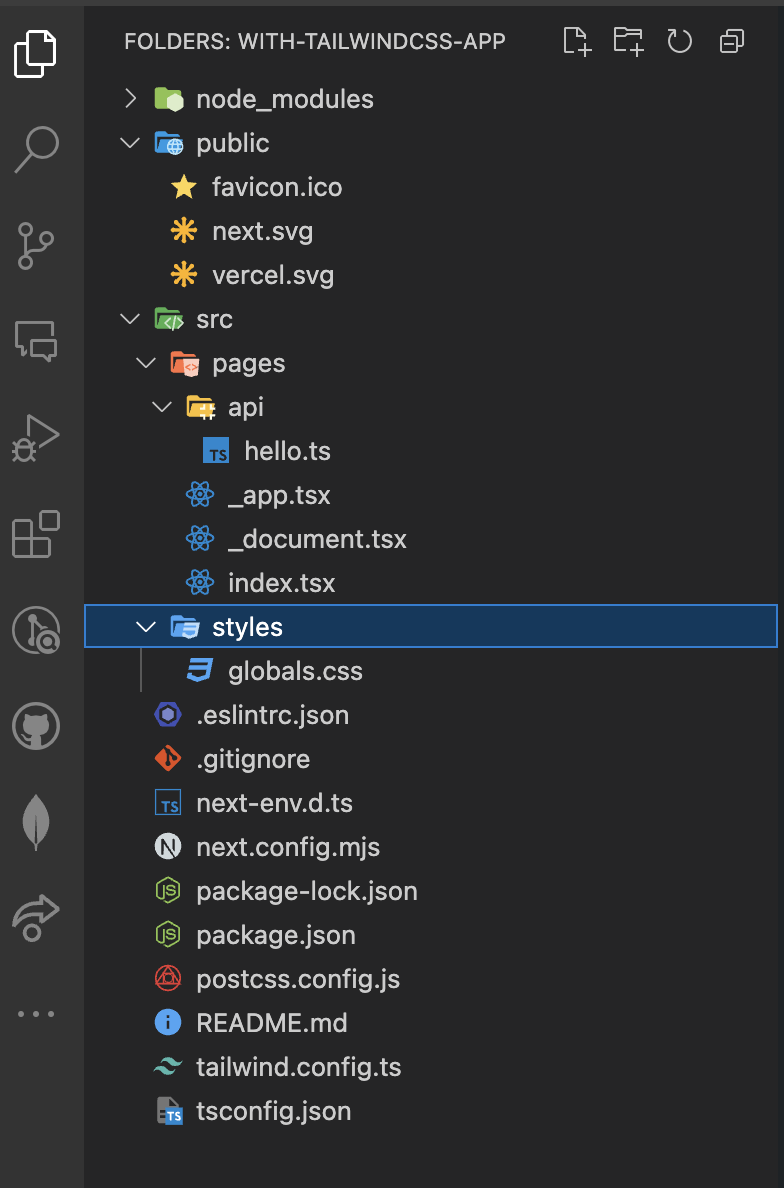 FOLDERS: WITH-TAILWINDCSS-APP
node_modules
public
favicon.ico
next.svg
vercel.svg
src
pages
api
TS hello.ts
_app.tsx
_document.tsx
index.tsx
styles
globals.css
.eslintrc.json
.gitignore
TS next-env.d.ts
N next.config.mjs
JS package-lock.json
JS package.json
postcss.config.js
i README.md
tailwind.config.ts
TS tsconfig.json